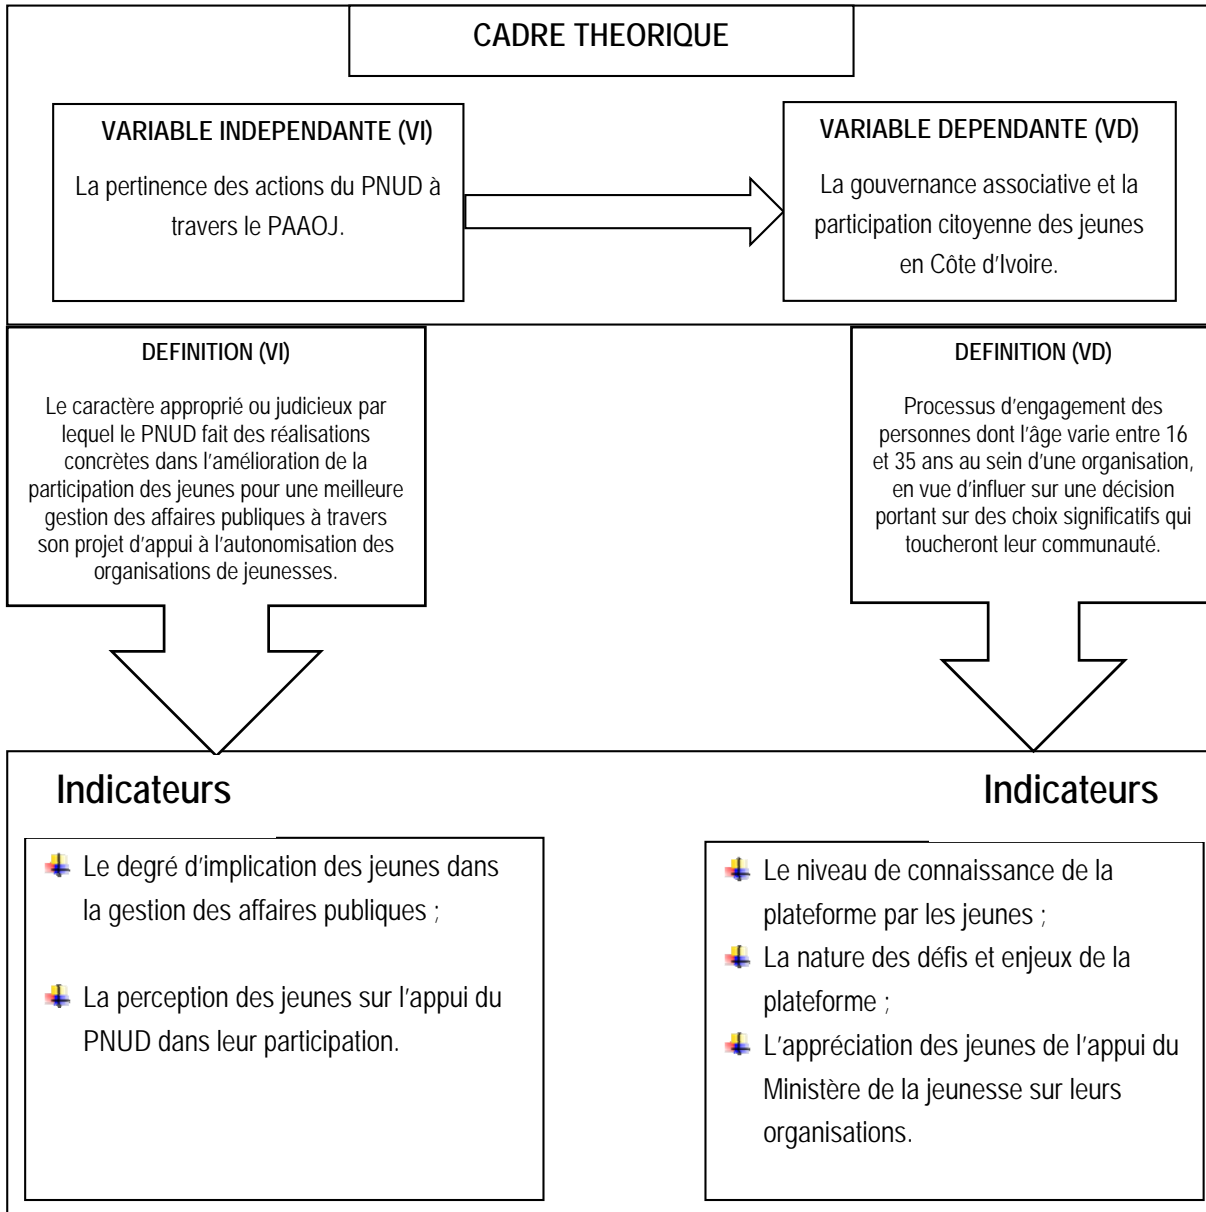 CADRE THEORIQUE
VARIABLE INDEPENDANTE (VI)
La pertinence des actions du PNUD à
travers le PAAOJ.
VARIABLE DEPENDANTE (VD)
La gouvernance associative et la
participation citoyenne des jeunes
en Côte d'Ivoire.
DEFINITION (VI)
Le caractère approprié ou judicieux par
lequel le PNUD fait des réalisations
concrètes dans l'amélioration de la
participation des jeunes pour une meilleure
gestion des affaires publiques à travers
son projet d'appui à l'autonomisation des
organisations de jeunesses.
DEFINITION (VD)
Processus d'engagement des
personnes dont l'âge varie entre 16
et 35 ans au sein d'une organisation,
en vue d'influer sur une décision
portant sur des choix significatifs qui
toucheront leur communauté.
Indicateurs
Le degré d'implication des jeunes dans
la gestion des affaires publiques ;
La perception des jeunes sur l'appui du
PNUD dans leur participation.
Indicateurs
Le niveau de connaissance de la
plateforme par les jeunes ;
La nature des défis et enjeux de la
plateforme ;
L'appréciation des jeunes de l'appui du
Ministère de la jeunesse sur leurs
organisations.